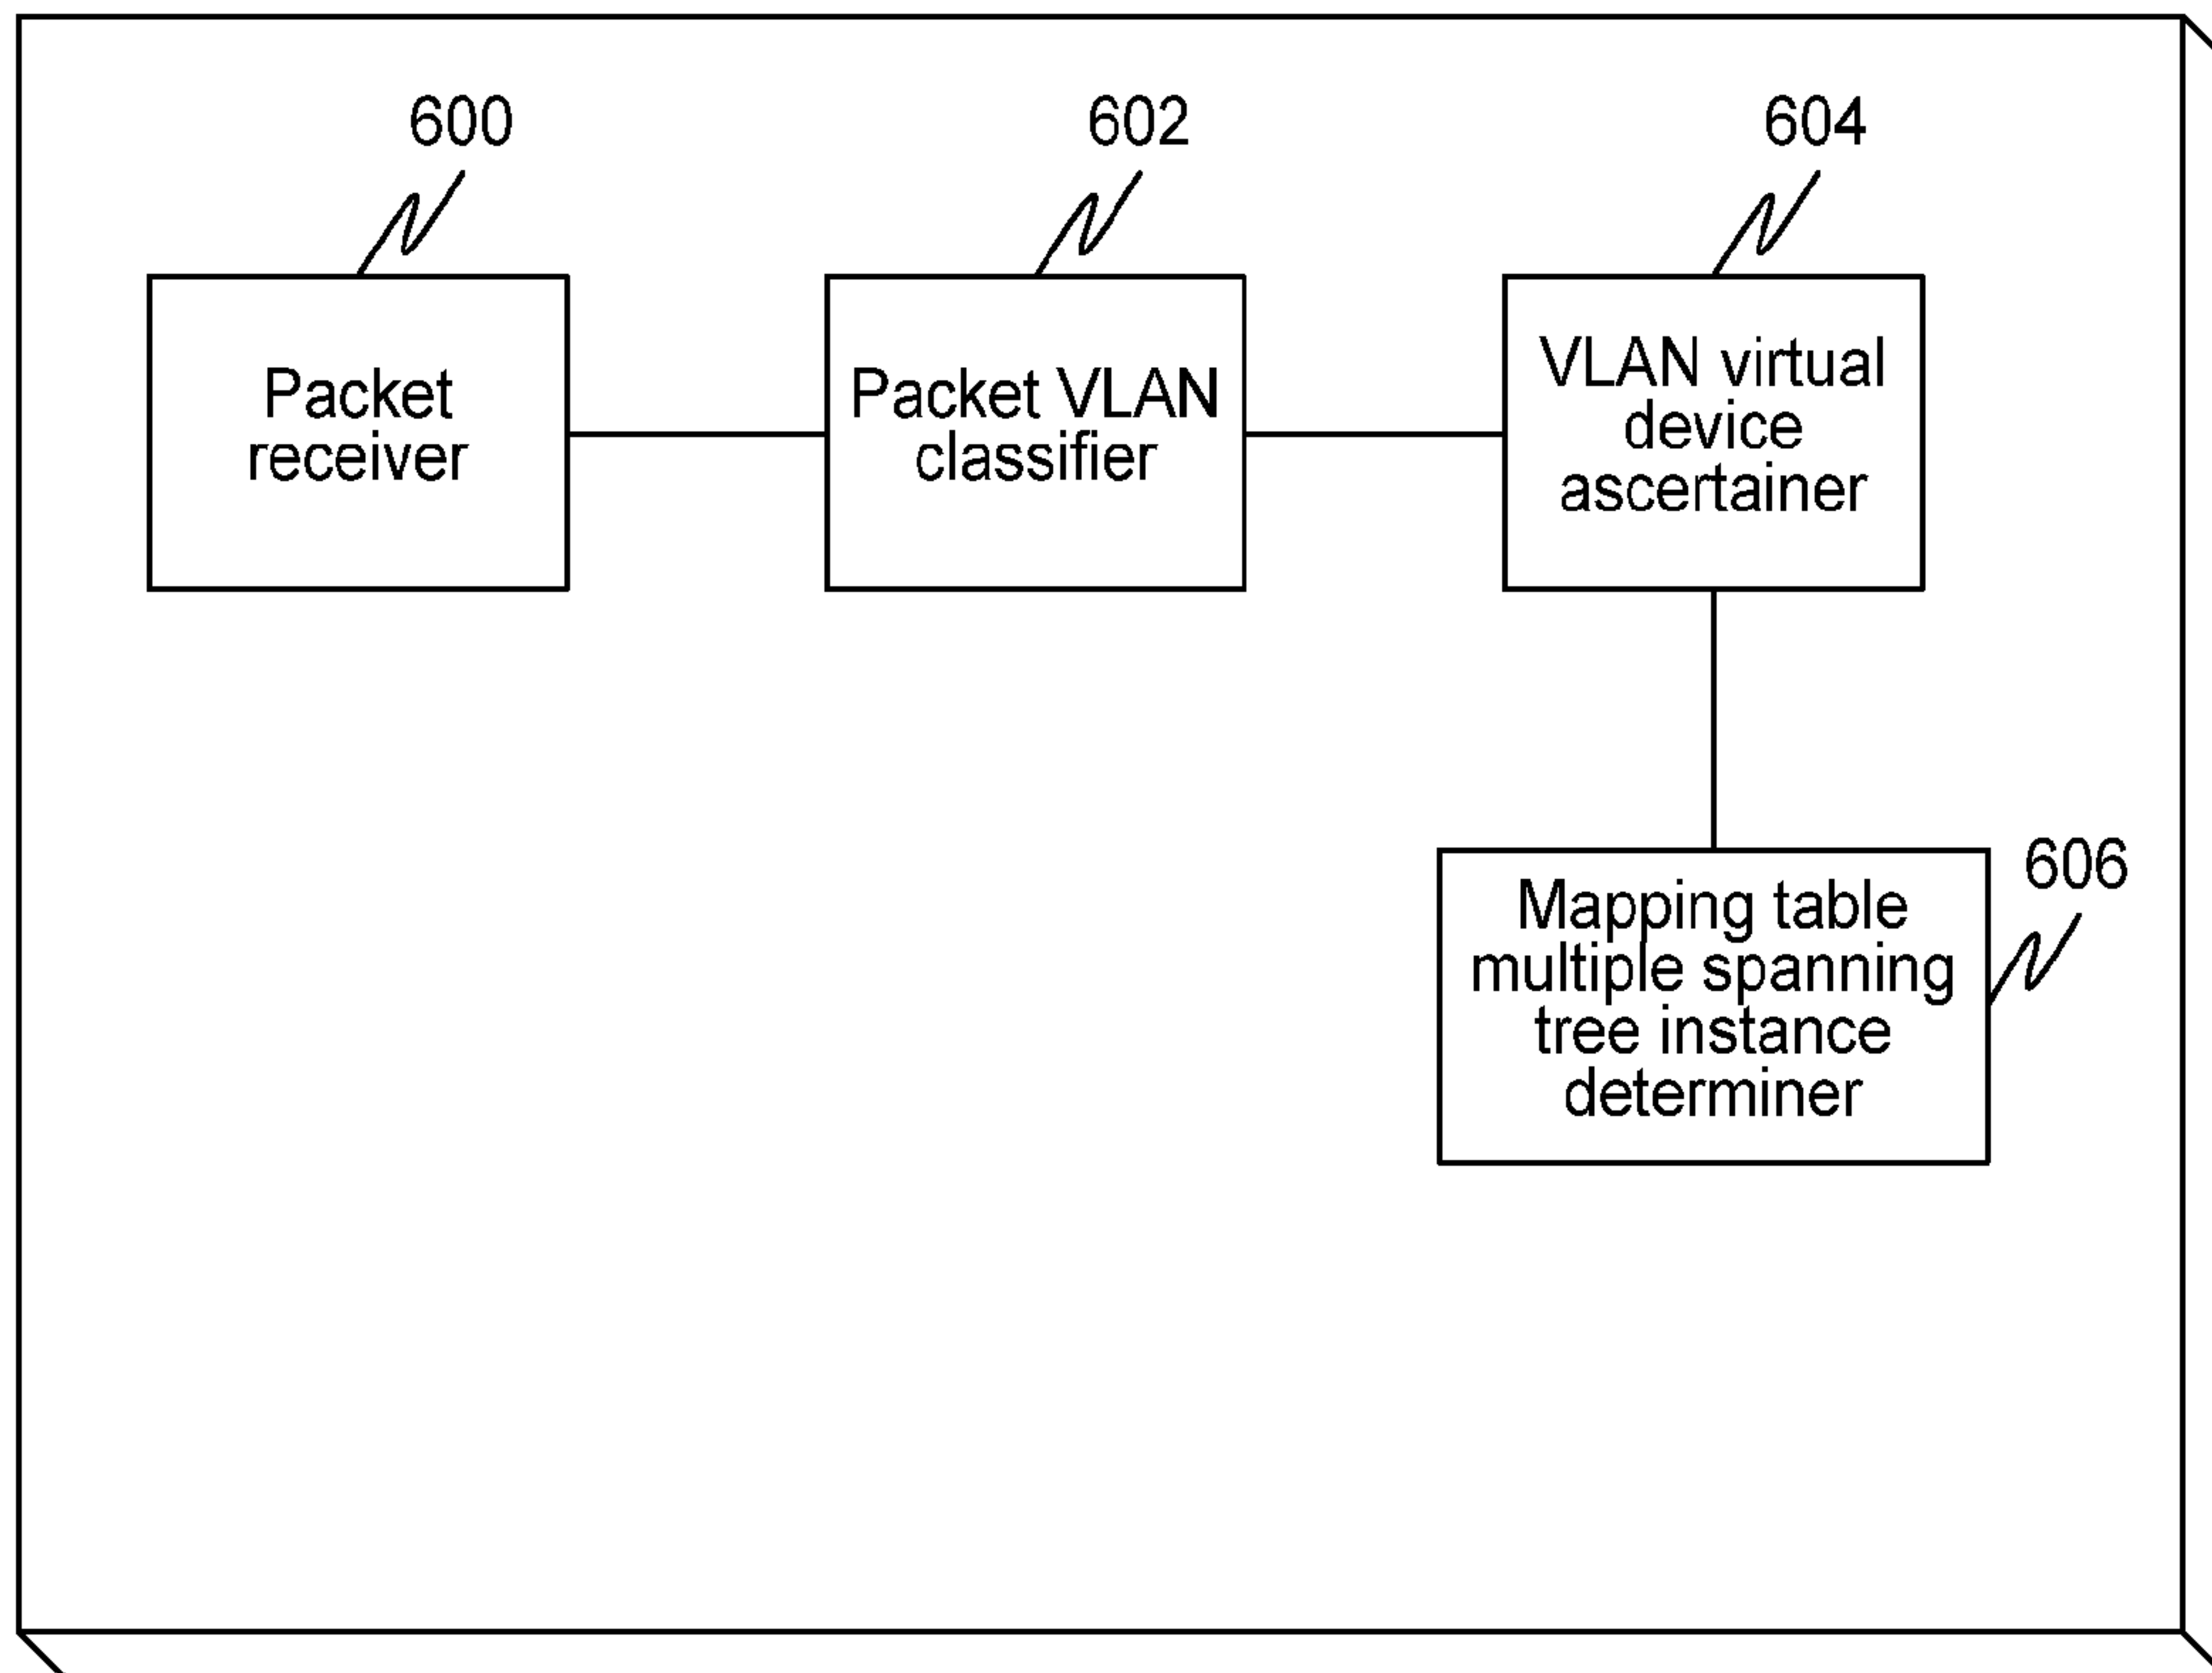 600
602
604
Packet
receiver
Packet VLAN
classifier
VLAN virtual
device
ascertainer
606
Mapping table
multiple spanning
tree instance
determiner